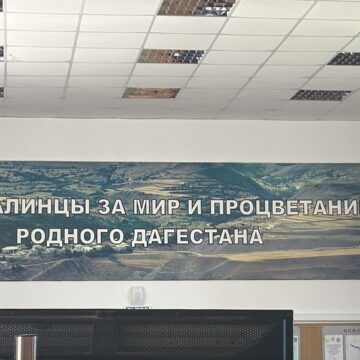 АЛИНЦЫ ЗА МИР И ПРОЦВЕТАНИ
РОДНОГО ДАГЕСТАНА